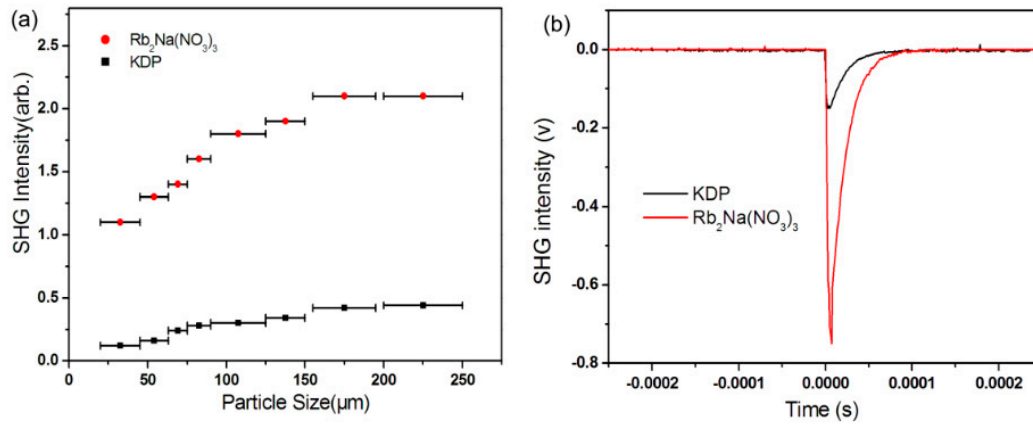 (a)
2.5
2.0
1.5
1.0
0.5
0.0
SHG Intensity(arb.)
Rb₂Na(NO₃)₃
KDP
0 50 100 150 200 250
Particle Size(μm)
(b)
0.0
-0.2
-0.4
-0.6
-0.8
SHG intensity (v)
KDP
Rb₂Na(NO₃)₃
-0.0002 -0.0001 0.0000 0.0001 0.0002
Time (s)